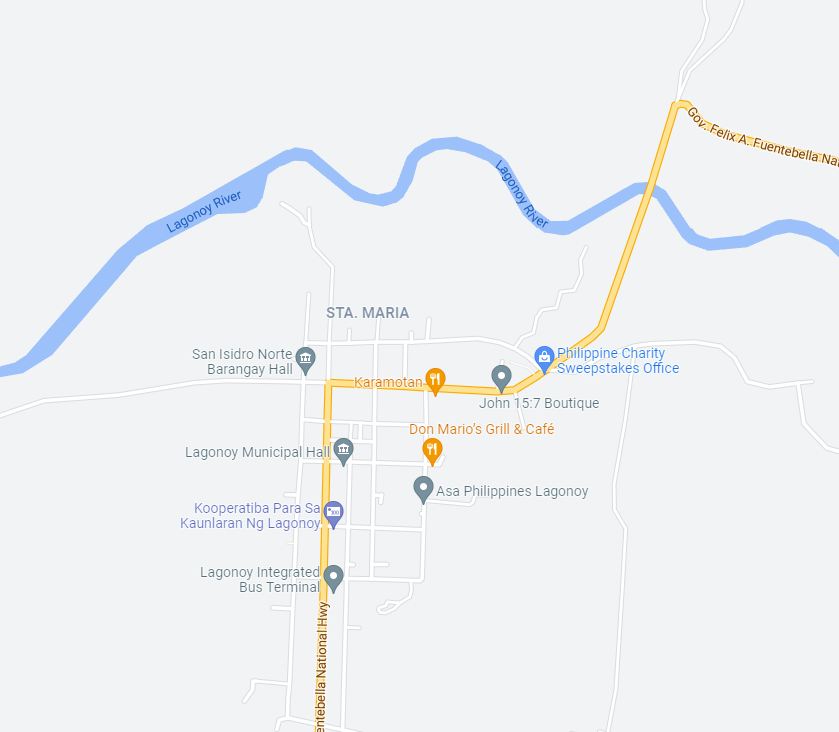 Gov. Felix A. Fuentebella Nat
Lagonoy River
Lagonoy River
STA. MARIA
San Isidro Norte
Barangay Hall
Philippine Charity
Sweepstakes Office
Karamotan
John 15:7 Boutique
Don Mario's Grill & Café
Lagonoy Municipal Hall
Asa Philippines Lagonoy
Kooperatiba Para Sa
Kaunlaran Ng Lagonoy
Lagonoy Integrated
Bus Terminal
entebella National Hwy